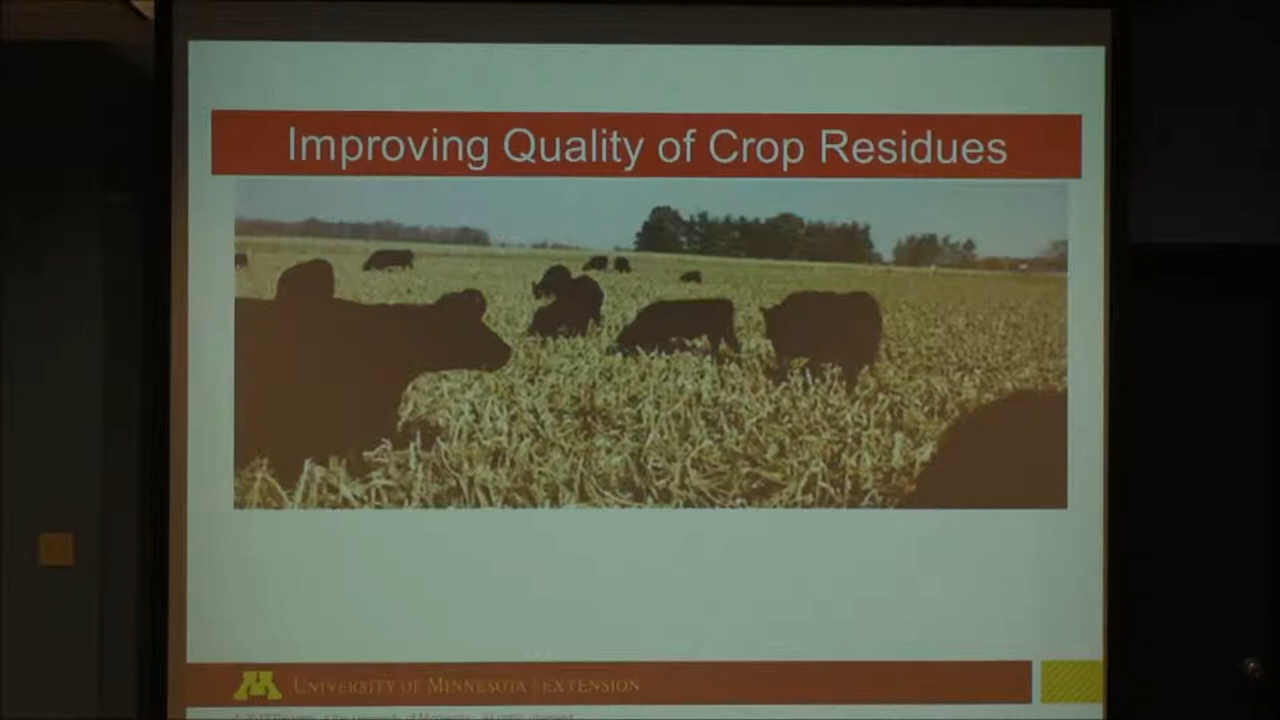 Improving Quality of Crop Residues
M
UNIVERSITY OF MINNESOTA | EXTENSION